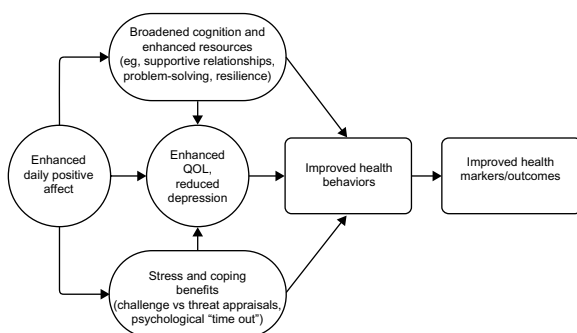 Broadened cognition and
enhanced resources
(eg, supportive relationships,
problem-solving, resilience)
Enhanced
daily positive
affect
Enhanced
QOL,
reduced
depression
Improved health
behaviors
Improved health
markers/outcomes
Stress and coping
benefits
(challenge vs threat appraisals,
psychological “time out”)